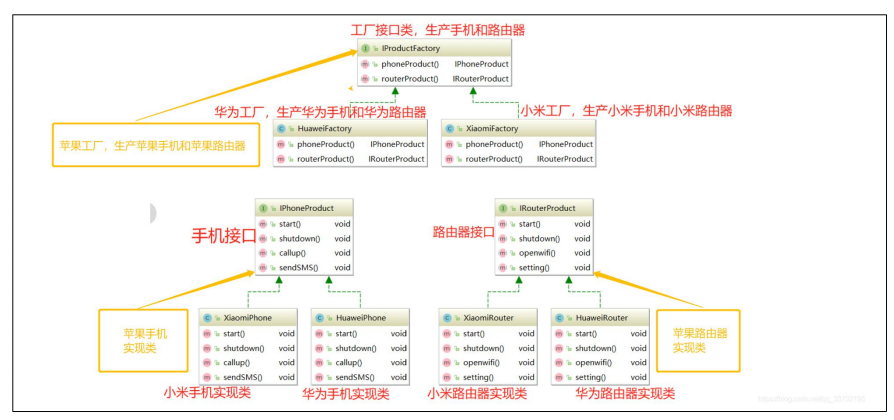 工厂接口类，生产手机和路由器
I IProductFactory
m phoneProduct() IPhoneProduct
m routerProduct() IRouterProduct
华为工厂，生产华为手机和华为路由器
小米工厂，生产小米手机和小米路由器
苹果工厂，生产苹果手机和苹果路由器
C HuaweiFactory
m phoneProduct() IPhoneProduct
m routerProduct() IRouterProduct
C XiaomiFactory
m phoneProduct() IPhoneProduct
m routerProduct() IRouterProduct
手机接口
I IPhoneProduct
m start() void
m shutdown() void
m callup() void
m sendSMS() void
路由器接口
I IRouterProduct
m start() void
m shutdown() void
m openwifi() void
m setting() void
苹果手机
实现类
C XiaomiPhone
m start() void
m shutdown() void
m callup() void
m sendSMS() void
小米手机实现类
C HuaweiPhone
m start() void
m shutdown() void
m callup() void
m sendSMS() void
华为手机实现类
C XiaomiRouter
m start() void
m shutdown() void
m openwifi() void
m setting() void
小米路由器实现类
C HuaweiRouter
m start() void
m shutdown() void
m openwifi() void
m setting() void
华为路由器实现类
苹果路由器
实现类